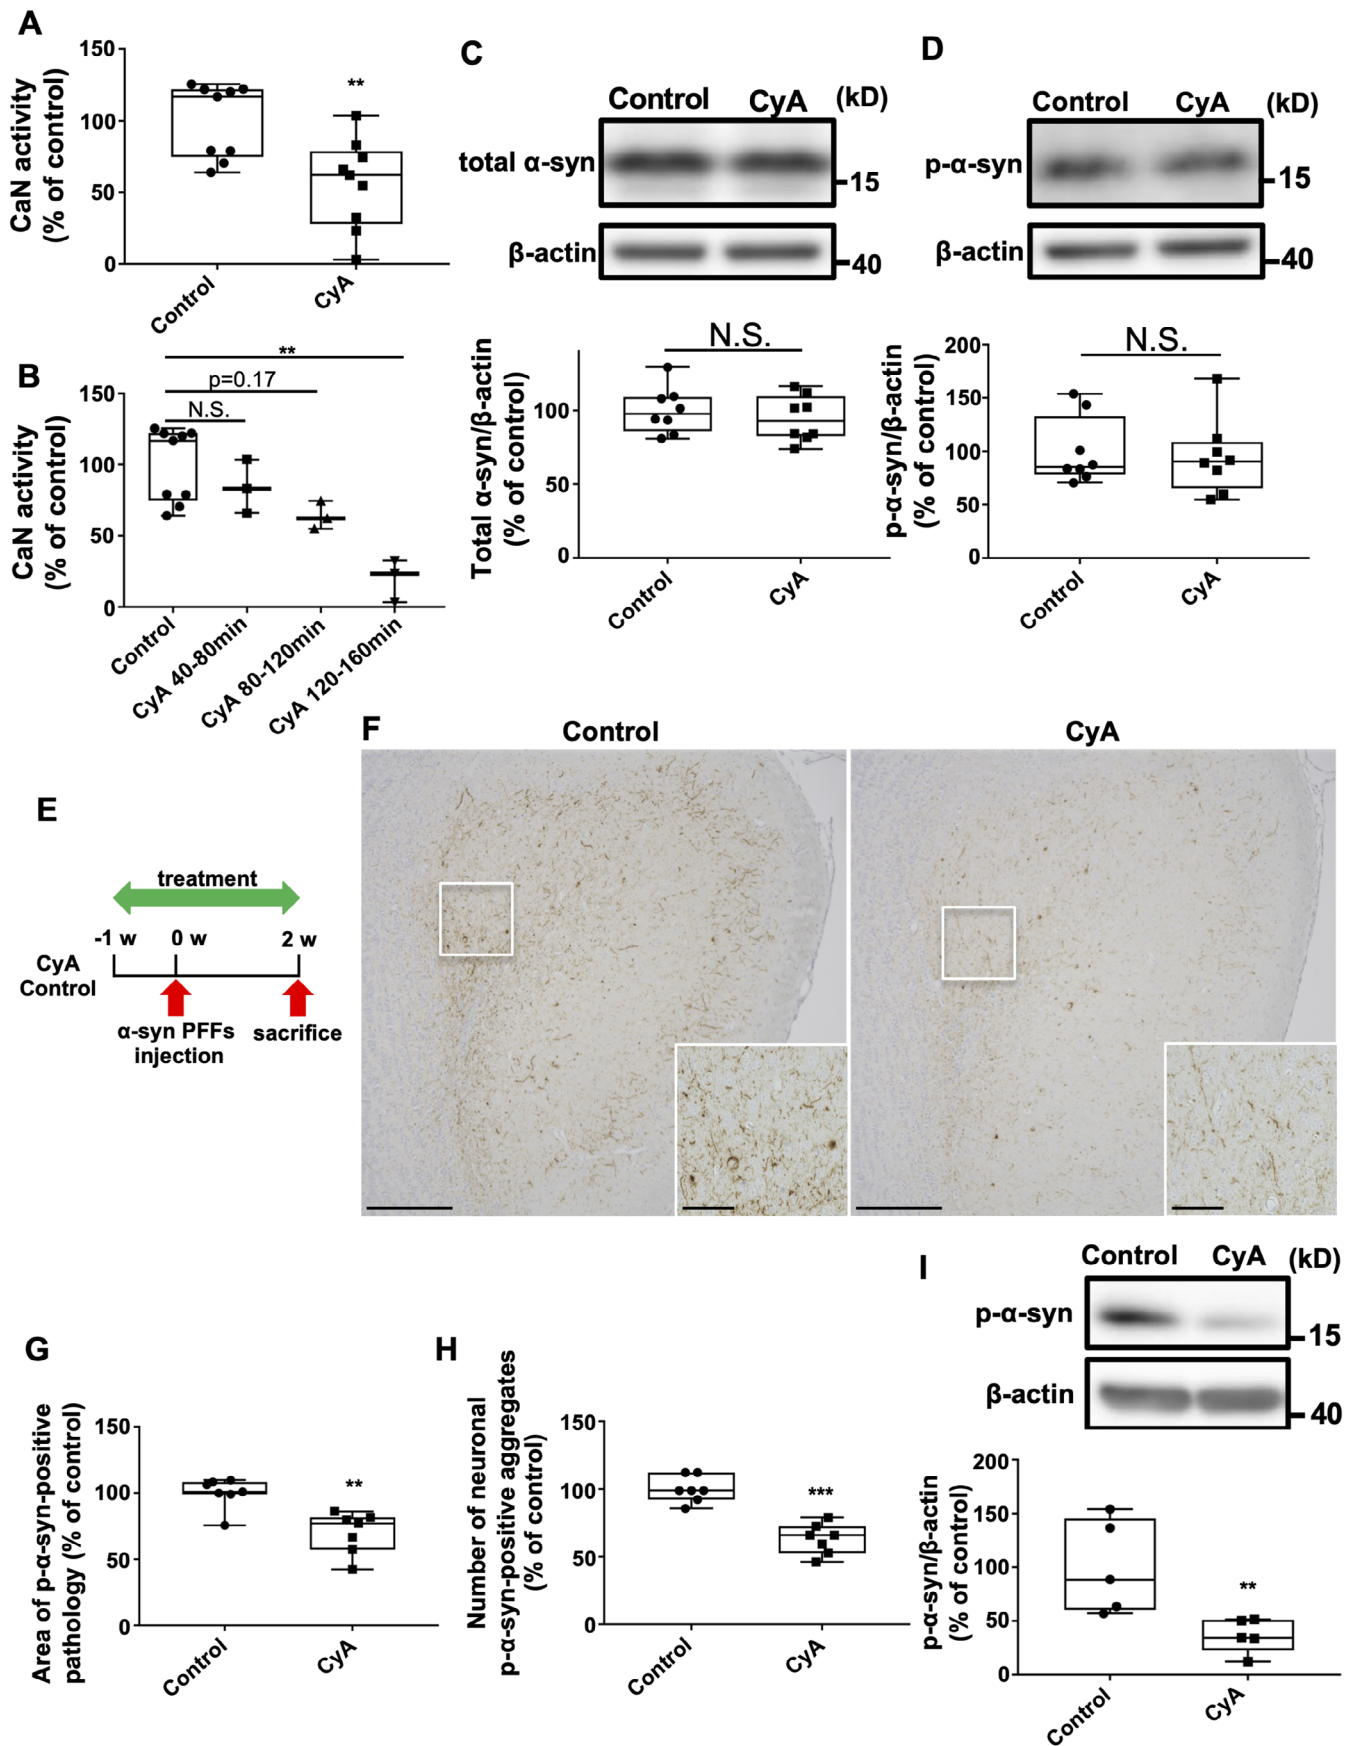 A
CaN activity
(% of control)
150
100
50
0
**
Control
CyA
B
CaN activity
(% of control)
150
100
50
0
**
p=0.17
N.S.
Control
CyA 40-80min
CyA 80-120min
CyA 120-160min
C
Control CyA (kD)
total α-syn
15
β-actin
40
Total α-syn/β-actin
(% of control)
100
50
0
N.S.
Control
CyA
D
Control CyA (kD)
p-α-syn
15
β-actin
40
p-α-syn/β-actin
(% of control)
200
150
100
50
0
N.S.
Control
CyA
E
treatment
-1 w 0 w 2 w
CyA
Control
α-syn PFFs
injection
sacrifice
F
Control
CyA
G
Area of p-α-syn-positive
pathology (% of control)
150
100
50
0
**
Control
CyA
H
Number of neuronal
p-α-syn-positive aggregates
(% of control)
150
100
50
0
***
Control
CyA
I
Control CyA (kD)
p-α-syn
15
β-actin
40
p-α-syn/β-actin
(% of control)
200
150
100
50
0
**
Control
CyA